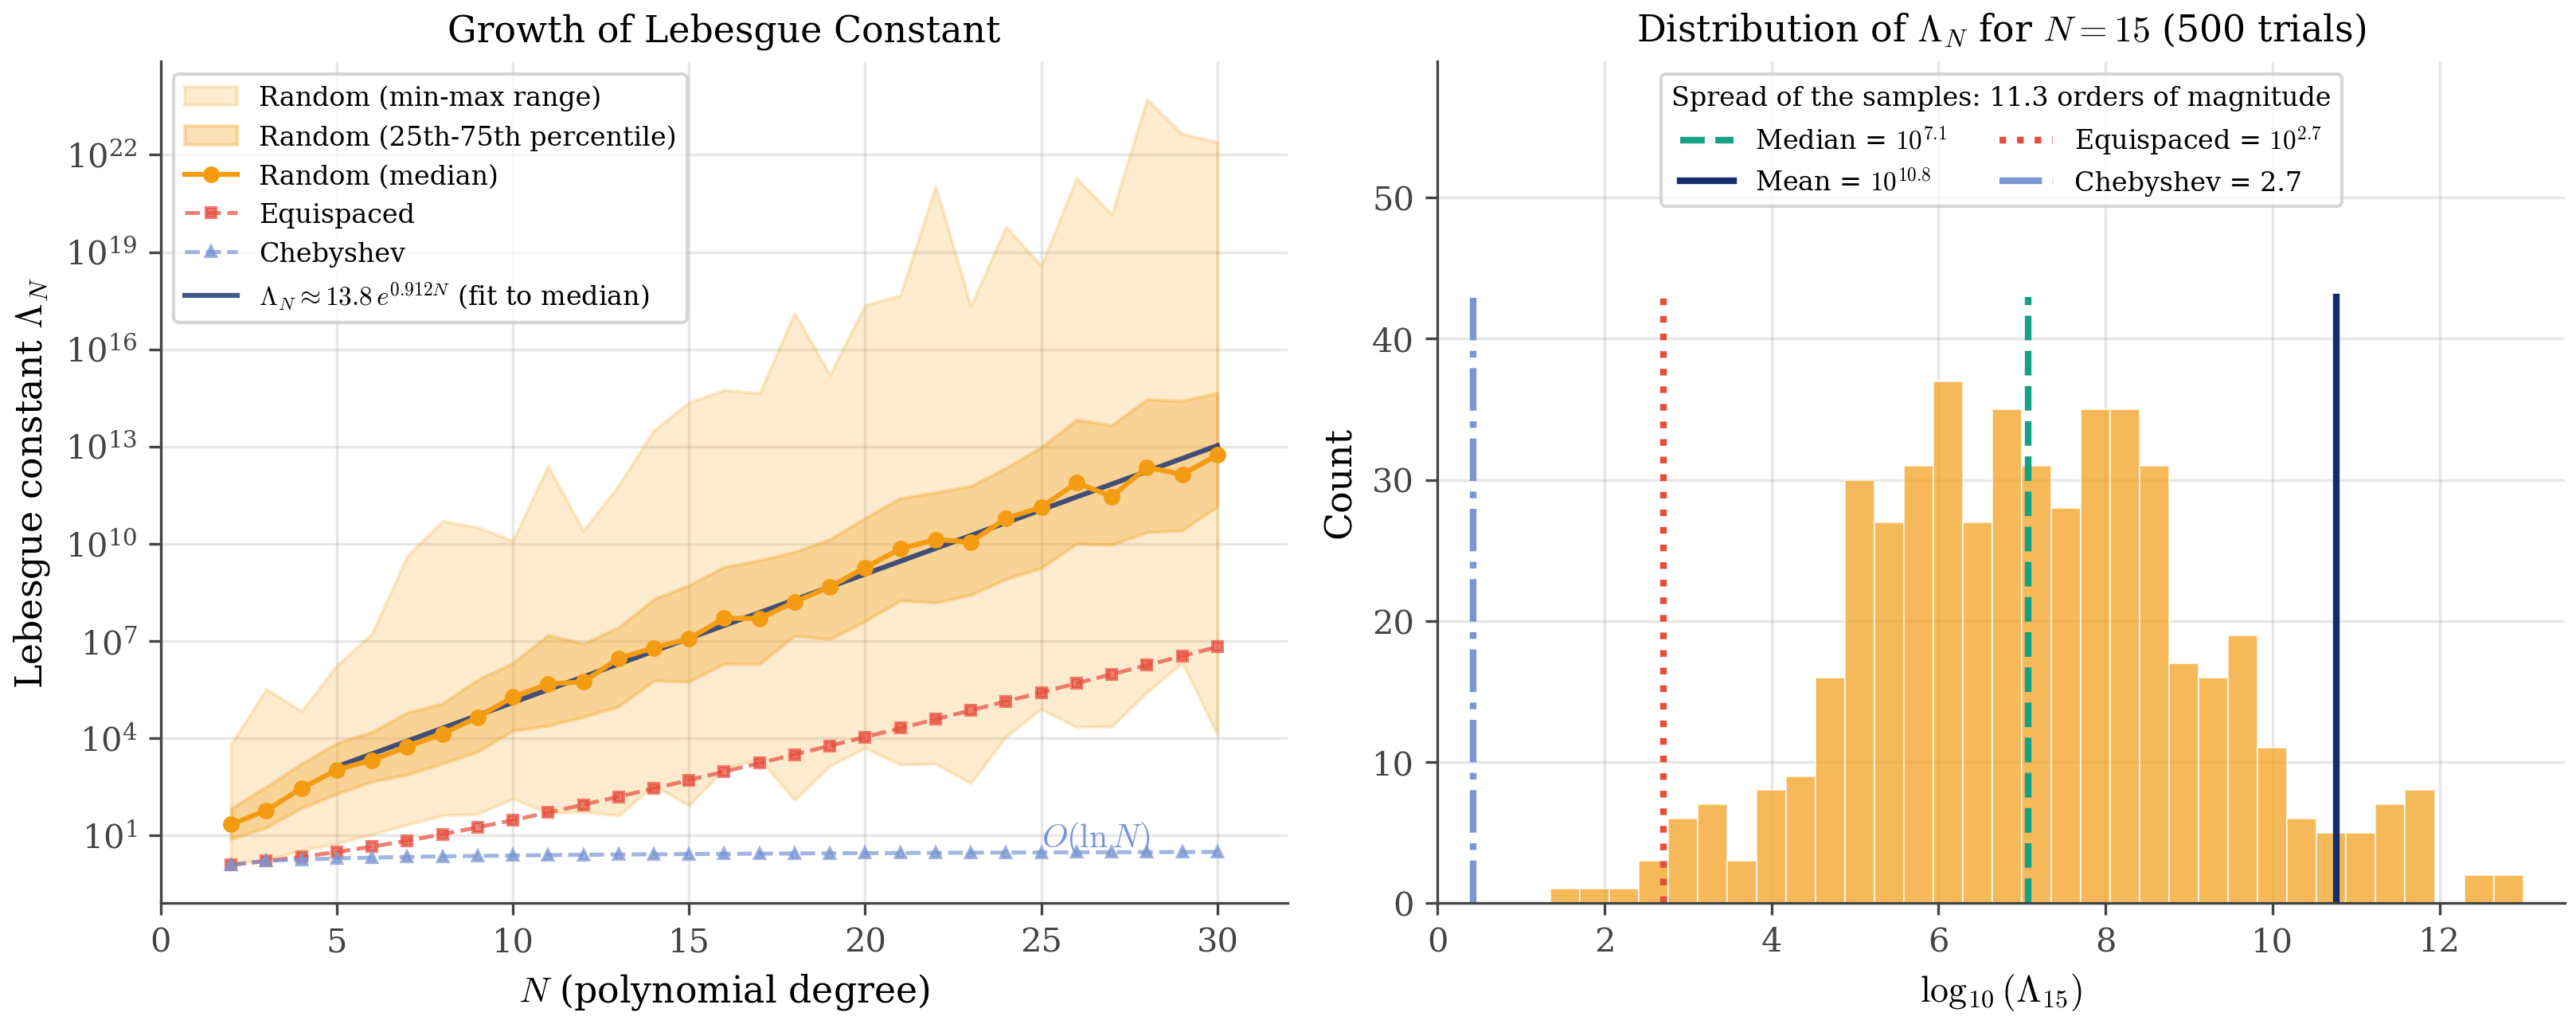 Growth of Lebesgue Constant
Random (min-max range)
Random (25th-75th percentile)
Random (median)
Equispaced
Chebyshev
Λ_N ≈ 13.8 e^{0.912N} (fit to median)
Lebesgue constant Λ_N
10^{22}
10^{19}
10^{16}
10^{13}
10^{10}
10^7
10^4
10^1
O(ln N)
0 5 10 15 20 25 30
N (polynomial degree)
Distribution of Λ_N for N = 15 (500 trials)
Spread of the samples: 11.3 orders of magnitude
Median = 10^{7.1} Equispaced = 10^{2.7}
Mean = 10^{10.8} Chebyshev = 2.7
Count
50
40
30
20
10
0
0 2 4 6 8 10 12
log_{10} (Λ_{15})